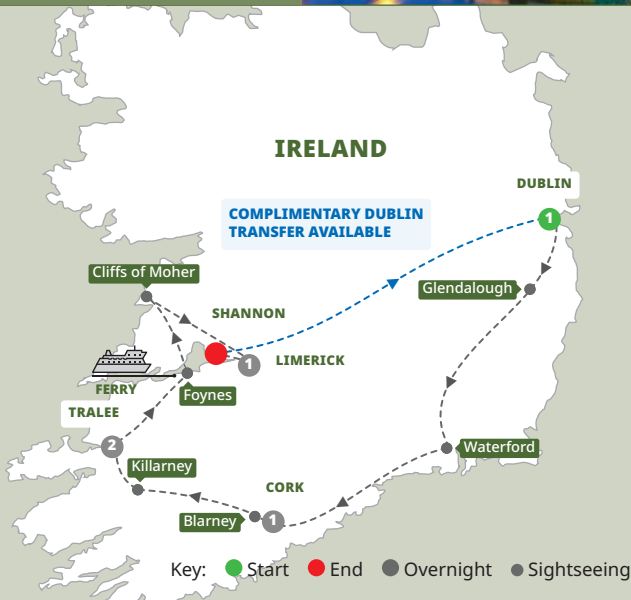 IRELAND
DUBLIN
1
COMPLIMENTARY DUBLIN
TRANSFER AVAILABLE
Cliffs of Moher
Glendalough
SHANNON
1
LIMERICK
FERRY
Foynes
TRALEE
2
Killarney
Waterford
CORK
Blarney
1
Key: Start End Overnight Sightseeing